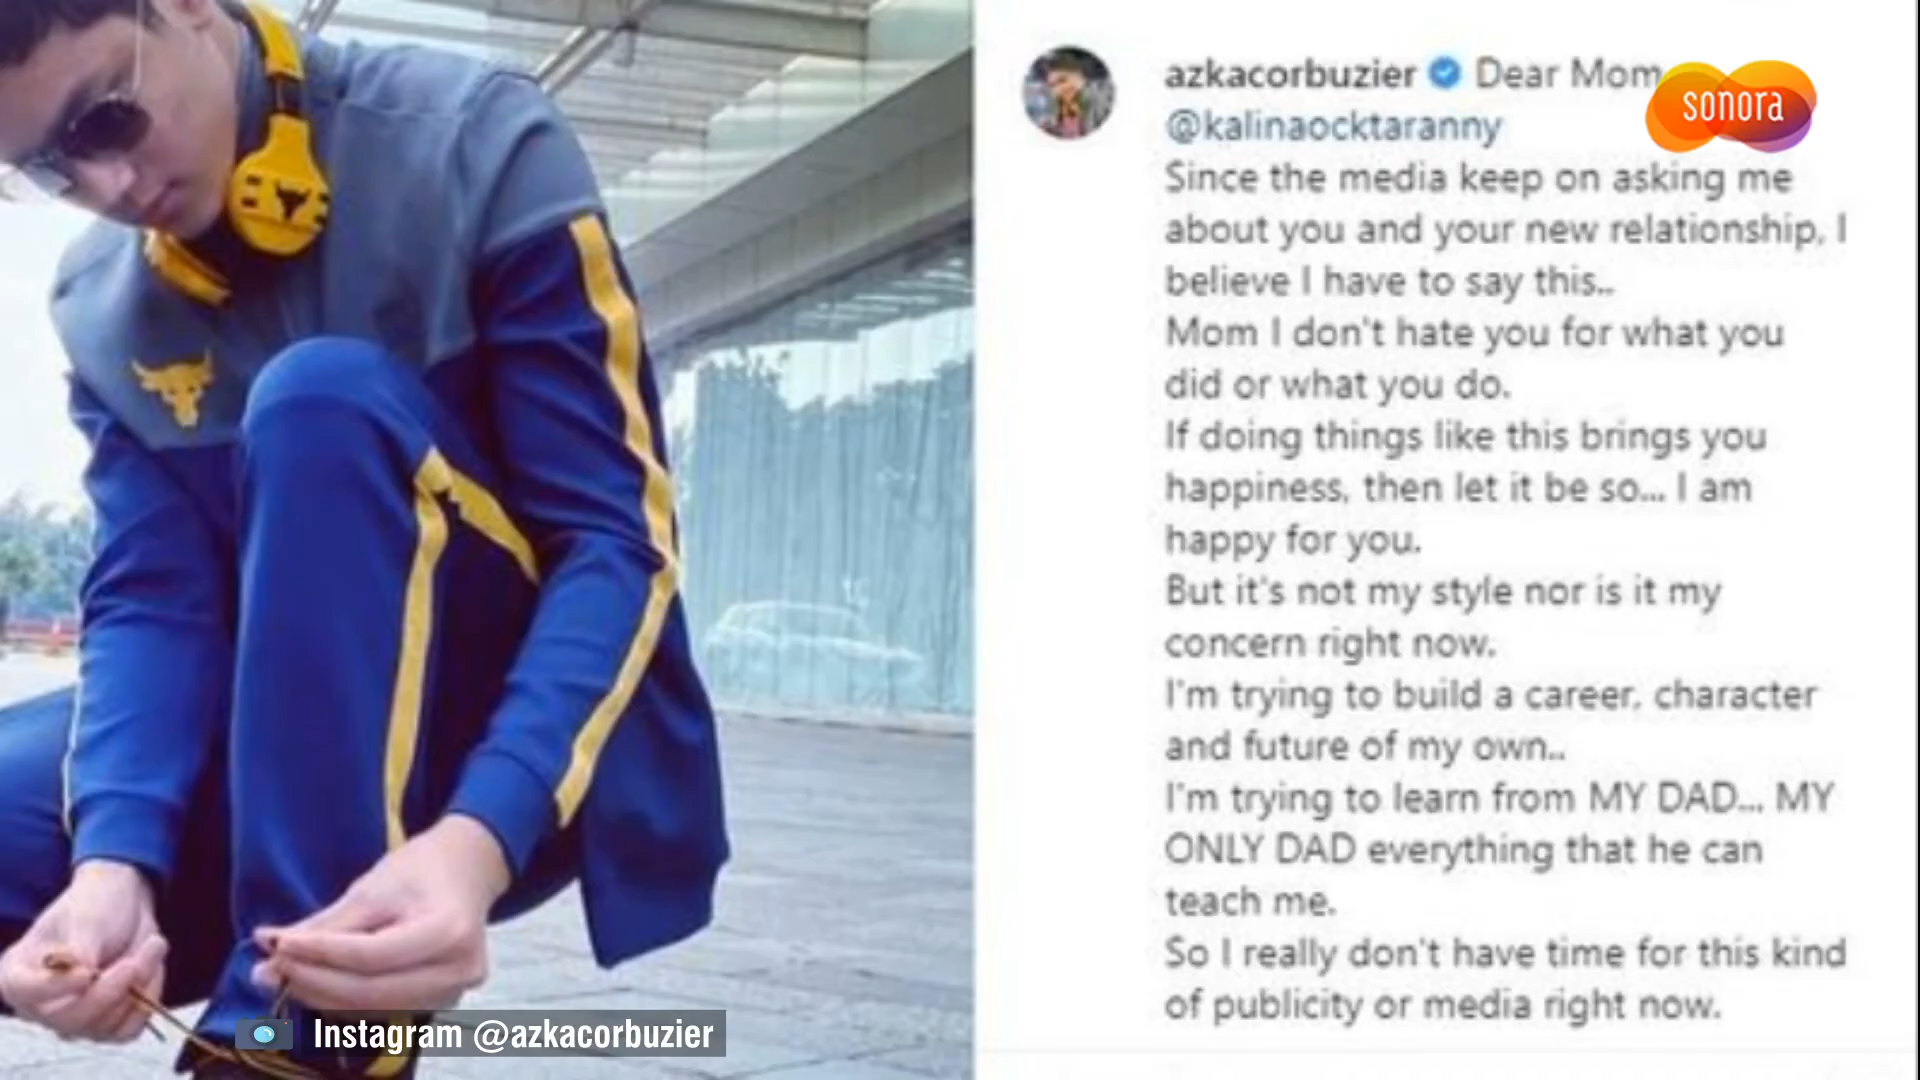 azkacorbuzier Dear Mom
@kalinaocktaranny
Since the media keep on asking me
about you and your new relationship, I
believe I have to say this..
Mom I don't hate you for what you
did or what you do.
If doing things like this brings you
happiness, then let it be so... I am
happy for you.
But it's not my style nor is it my
concern right now.
I'm trying to build a career, character
and future of my own..
I'm trying to learn from MY DAD... MY
ONLY DAD everything that he can
teach me.
So I really don't have time for this kind
of publicity or media right now.
sonora
Instagram @azkacorbuzier